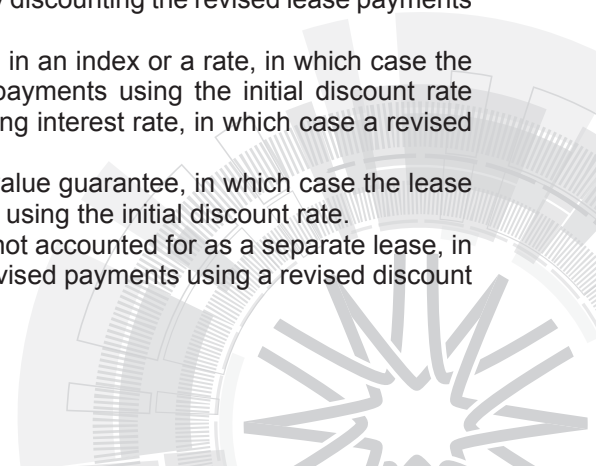 discounting the revised lease payments
in an index or a rate, in which case the
payments using the initial discount rate
ing interest rate, in which case a revised
alue guarantee, in which case the lease
using the initial discount rate.
not accounted for as a separate lease, in
vised payments using a revised discount